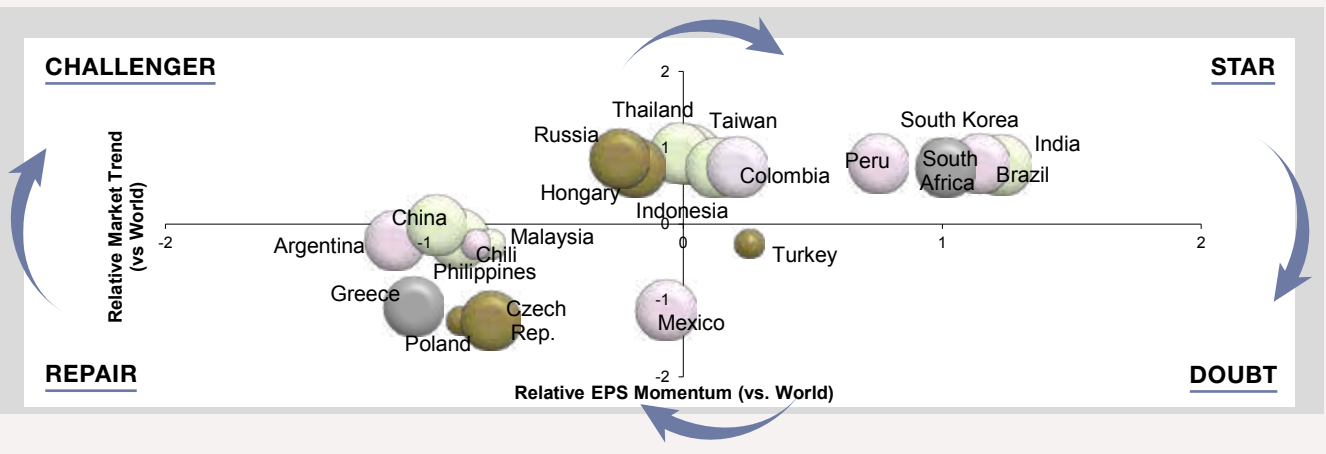 CHALLENGER
STAR
Relative Market Trend
(vs World)
2
1
0
-1
-2
-2
-1
0
1
2
Thailand
Taiwan
Russia
Hongary
Colombia
Indonesia
South Korea
Peru
South
Africa
India
Brazil
China
Argentina
Malaysia
Chili
Philippines
Turkey
Greece
Czech
Rep.
Poland
Mexico
REPAIR
DOUBT
Relative EPS Momentum (vs. World)